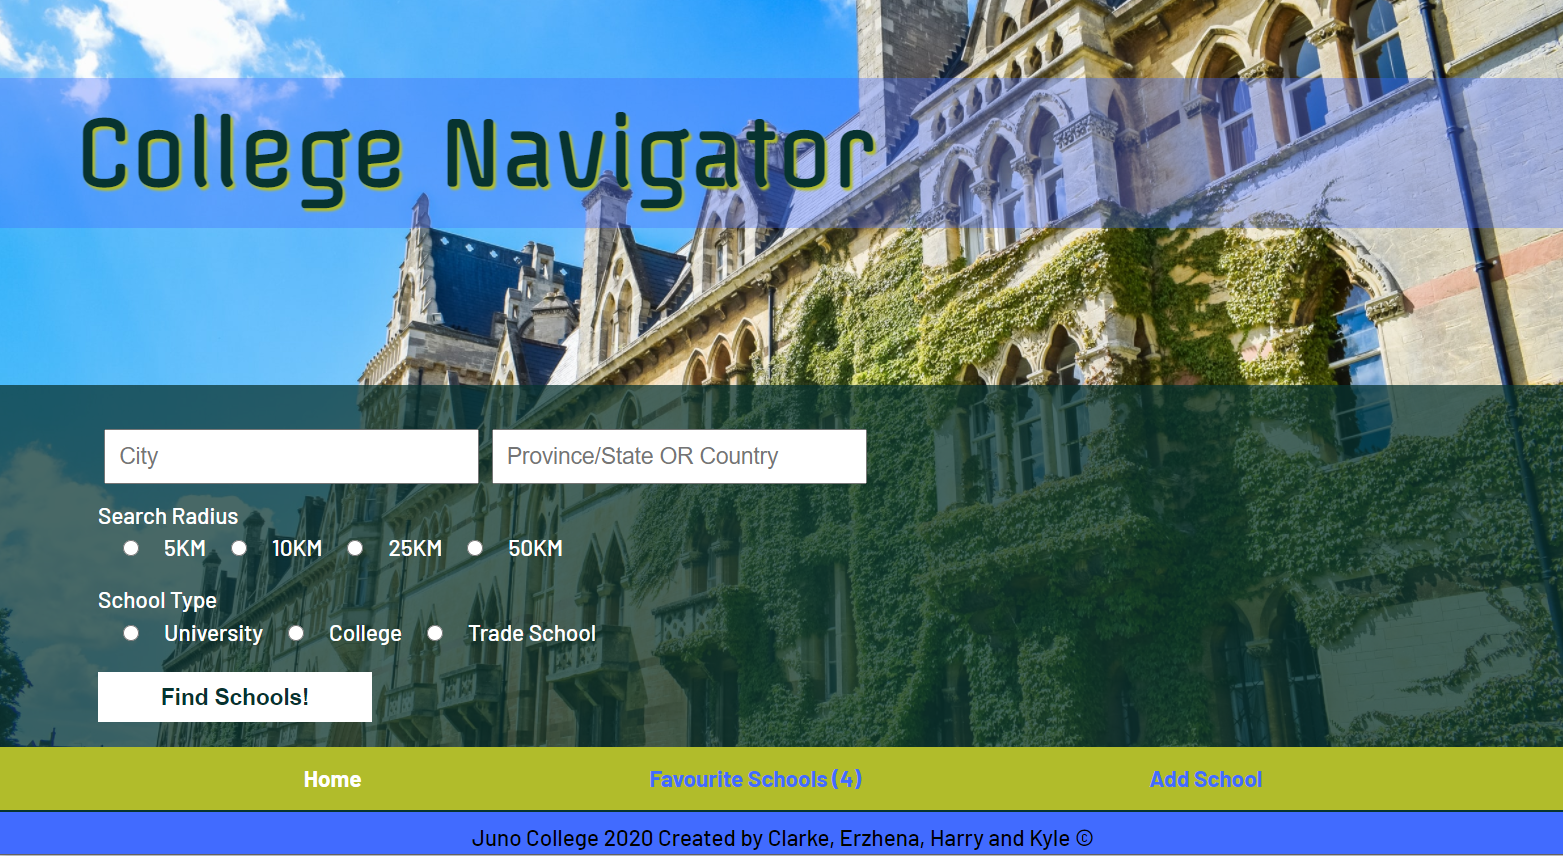 College Navigator
City
Province/State OR Country
Search Radius
5KM 10KM 25KM 50KM
School Type
University College Trade School
Find Schools!
Home Favourite Schools (4) Add School
Juno College 2020 Created by Clarke, Erzhena, Harry and Kyle ©